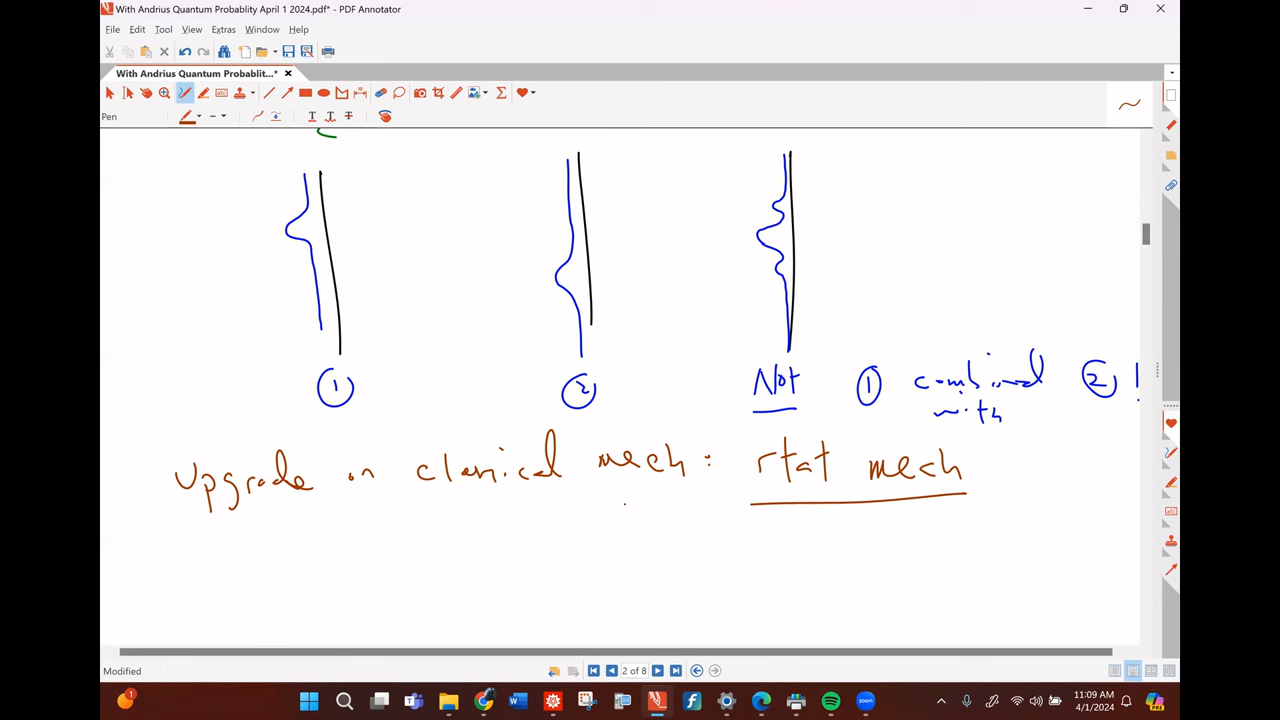 With Andrius Quantum Probablity April 1 2024.pdf* - PDF Annotator
File Edit Tool View Extras Window Help
With Andrius Quantum Probablit...*
Pen
① ② Not ① combined ② !
with
Upgrade on classical mech: stat mech
Modified
2 of 8
11:09 AM
4/1/2024